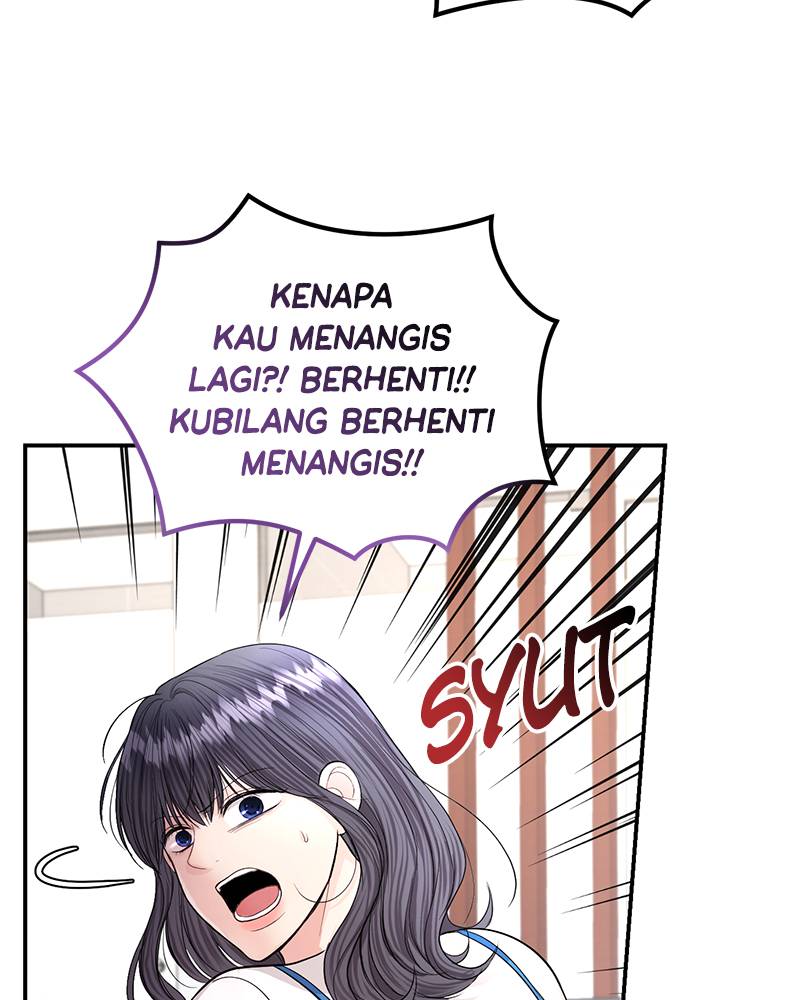 KENAPA
KAU MENANGIS
LAGI?! BERHENTI!!
KUBILANG BERHENTI
MENANGIS!!
SYUT